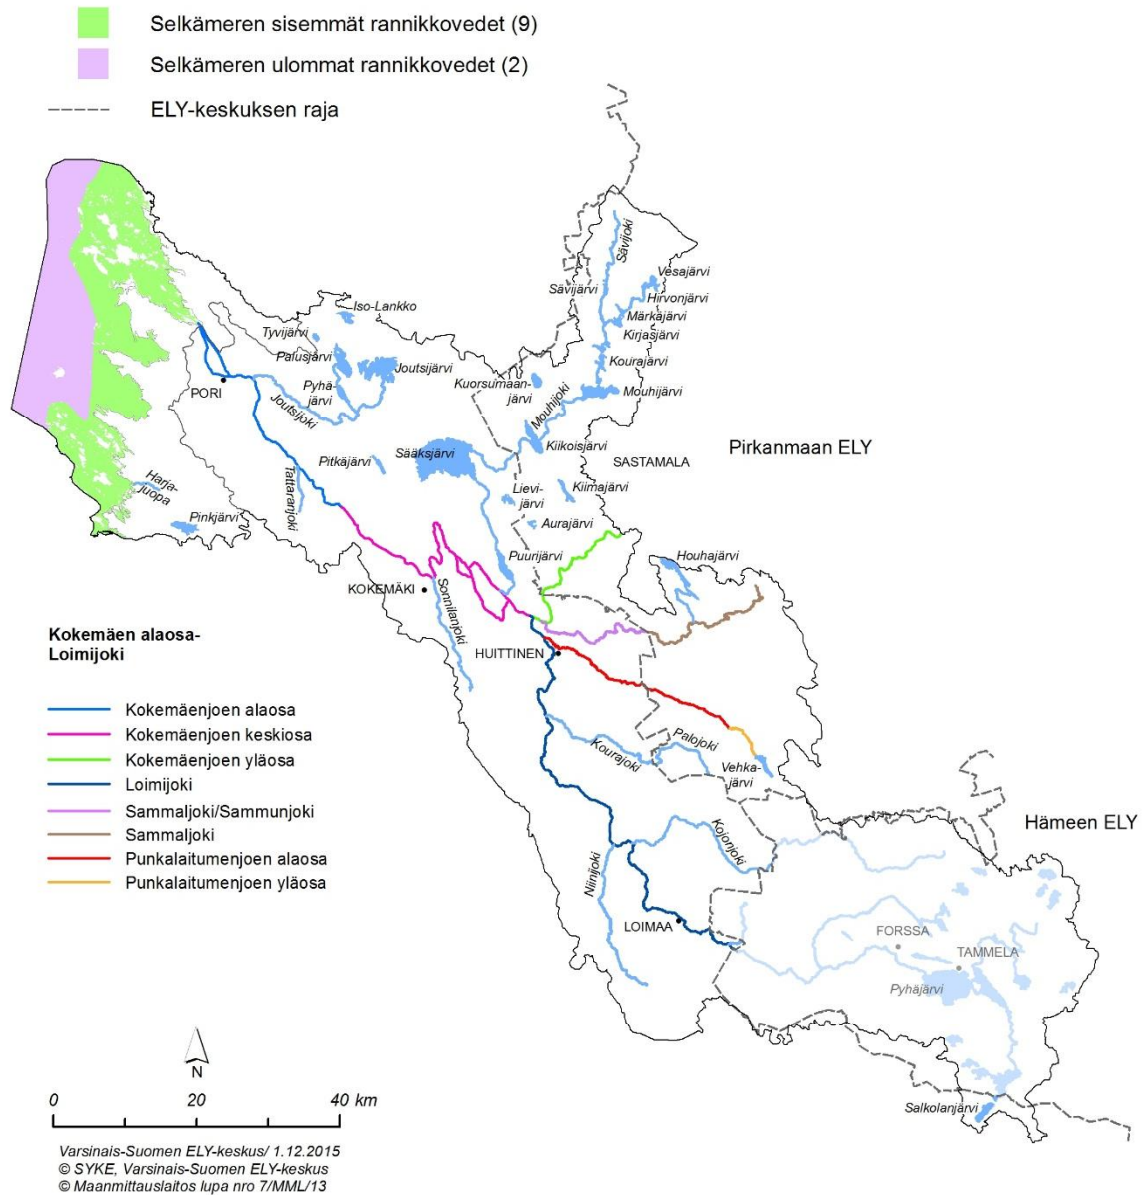 Selkämeren sisemmät rannikkovedet (9)
Selkämeren ulommat rannikkovedet (2)
ELY-keskuksen raja
Sävijoki
Vesajärvi
Sävijärvi
Hirvonjärvi
Iso-Lankko
Märkäjärvi
Tyvijärvi
Kirjasjärvi
Palusjärvi
Kourajärvi
Joutsijärvi
Pyhä-
järvi
Kuorsumaan-
järvi
Mouhijärvi
PORI
Joutsijoki
Mouhijoki
Kiikoisjärvi
Pirkanmaan ELY
Pitkäjärvi
Sääksjärvi
SASTAMALA
Harja-
juopa
Tattaranjoki
Lievi-
järvi
Kiimajärvi
Pinkjärvi
Aurajärvi
Puurijärvi
Houhajärvi
KOKEMÄKI
Sonnilanjoki
Kokemäen alaosa-
Loimijoki
HUITTINEN
Kokemäenjoen alaosa
Kokemäenjoen keskiosa
Kokemäenjoen yläosa
Loimijoki
Sammaljoki/Sammunjoki
Sammaljoki
Punkalaitumenjoen alaosa
Punkalaitumenjoen yläosa
Kourajoki
Palojoki
Vehka-
järvi
Hämeen ELY
Kojonjoki
Niinijoki
LOIMAA
FORSSA
TAMMELA
Pyhäjärvi
Salkolanjärvi
N
0 20 40 km
Varsinais-Suomen ELY-keskus/ 1.12.2015
© SYKE, Varsinais-Suomen ELY-keskus
© Maanmittauslaitos lupa nro 7/MML/13